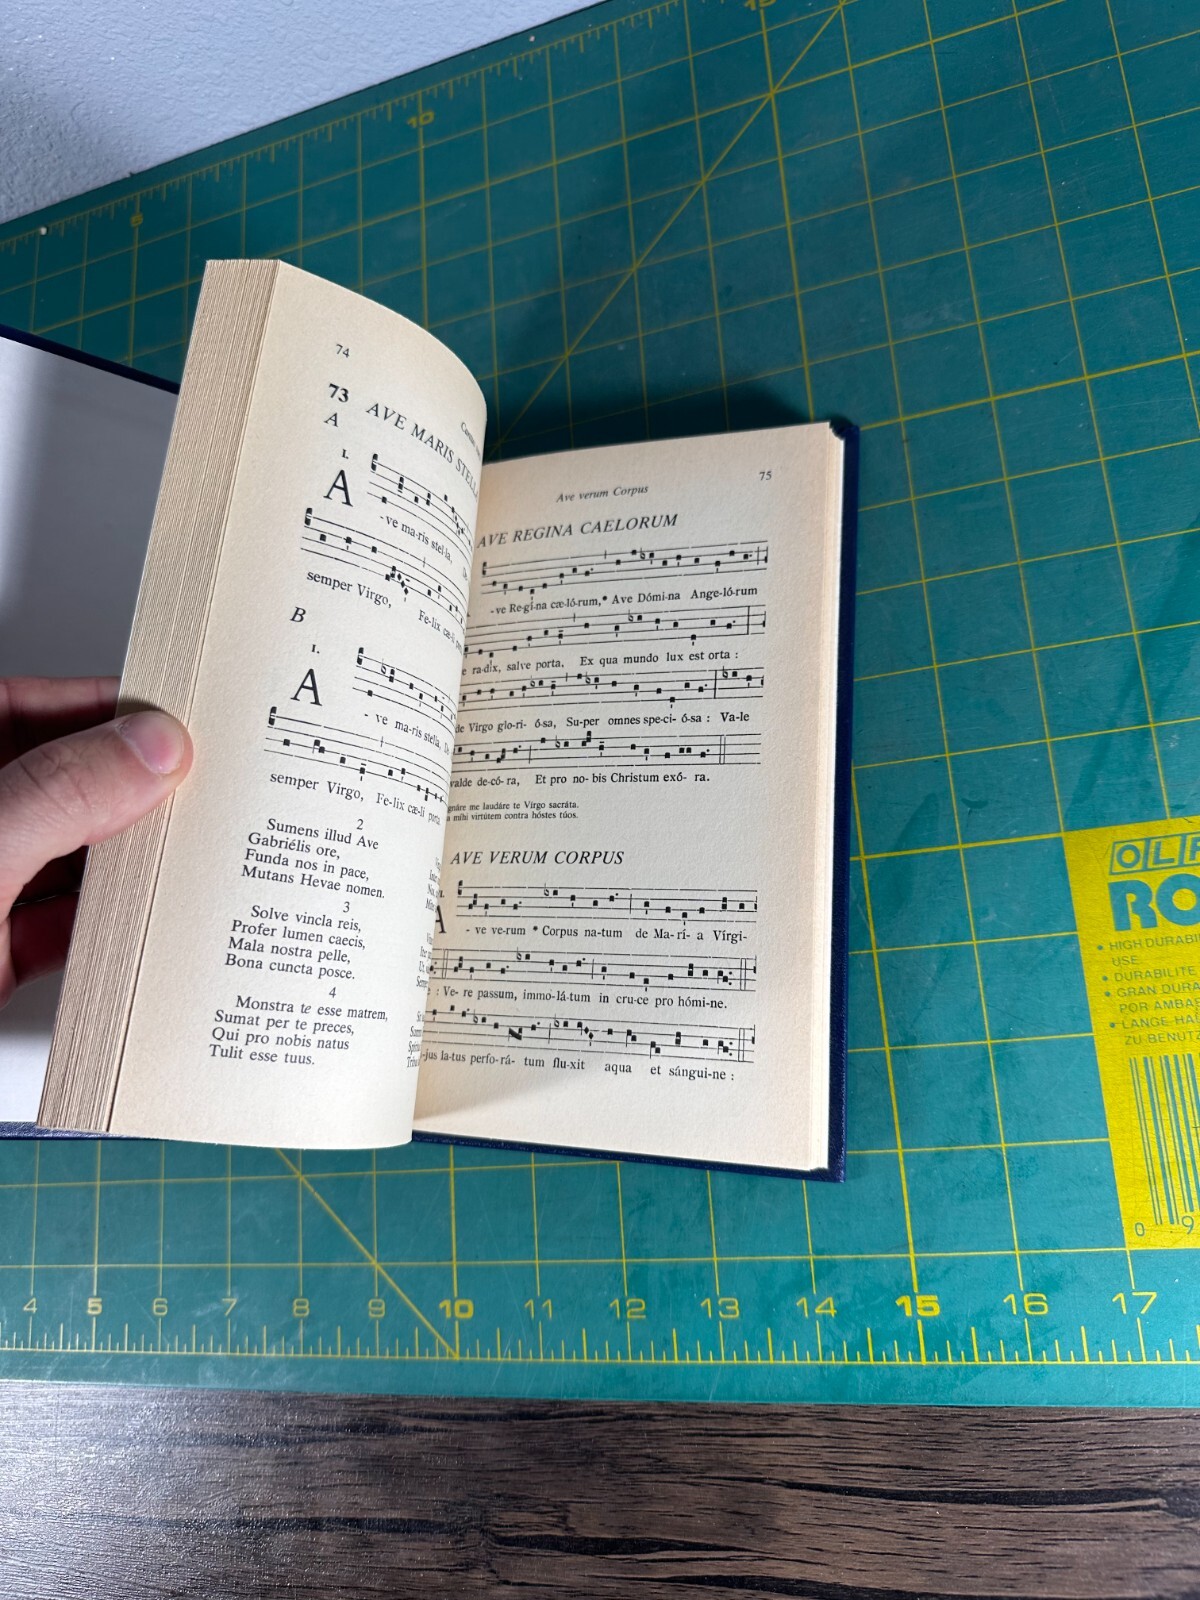 74
73 AVE MARIS STELL
A
I.
A
-ve ma-ris stel-la,
semper Virgo, Fe-lix cæ-li
B
I.
A
- ve ma-ris stella,
semper Virgo, Fe-lix cæ-li porta
2
Sumens illud Ave
Gabriélis ore,
Funda nos in pace,
Mutans Hevae nomen.
3
Solve vincla reis,
Profer lumen caecis,
Mala nostra pelle,
Bona cuncta posce.
4
Monstra te esse matrem,
Sumat per te preces,
Qui pro nobis natus
Tulit esse tuus.
Ave verum Corpus 75
AVE REGINA CAELORUM
-ve Re-gí-na cæ-ló-rum,* Ave Dómi-na Ange-ló-rum
ra-dix, salve porta, Ex qua mundo lux est orta :
de Virgo glo-ri- ó-sa, Su-per omnes spe-ci- ó-sa : Va-le
valde de-có-ra, Et pro no-bis Christum exó- ra.
me laudáre te Virgo sacráta.
míhi virtútem contra hóstes túos.
AVE VERUM CORPUS
A
- ve ve-rum * Corpus na-tum de Ma-rí- a Vírgi-
: Ve- re passum, immo-lá-tum in cru-ce pro hómi-ne.
-jus la-tus perfo-rá- tum flu-xit aqua et sángui-ne :
5
10
15
OLF
RO
• HIGH DURABI
USE
• DURABILITE
• GRAN DURA
POR AMBA
• LANGE HA
ZU BENUTZ
0 9
4 5 6 7 8 9 10 11 12 13 14 15 16 17